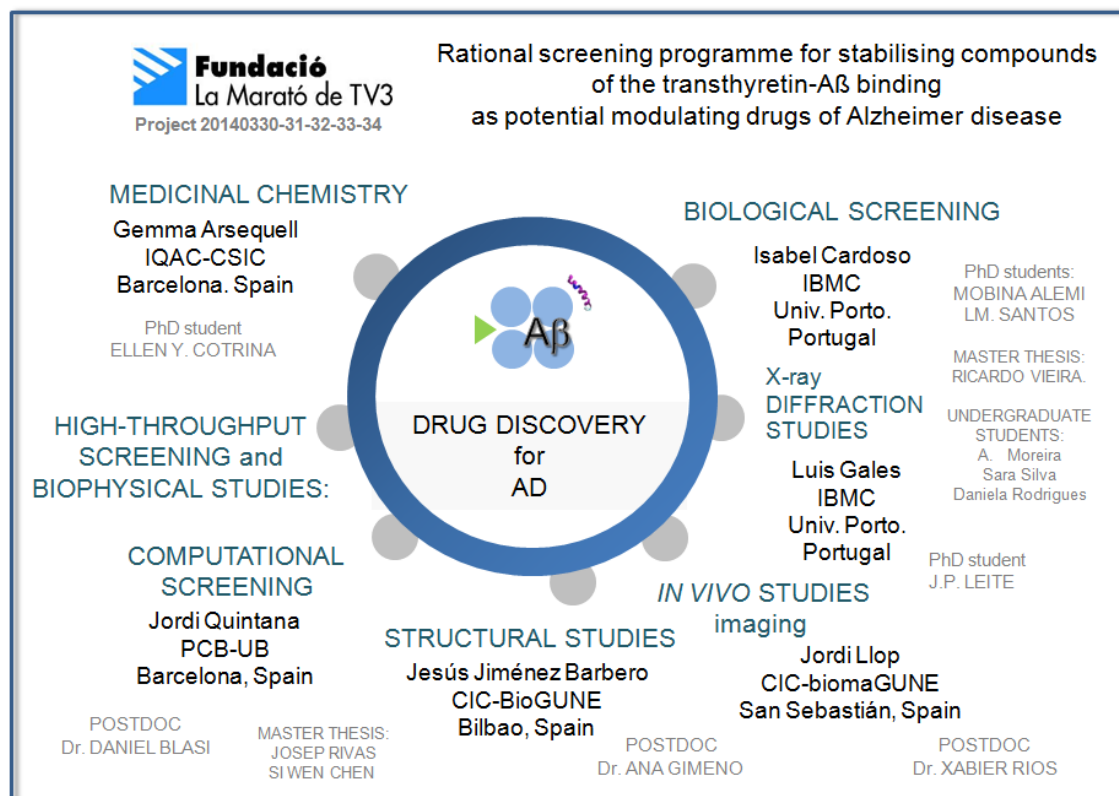 Fundació
La Marató de TV3
Project 20140330-31-32-33-34
Rational screening programme for stabilising compounds
of the transthyretin-Aß binding
as potential modulating drugs of Alzheimer disease
MEDICINAL CHEMISTRY
Gemma Arsequell
IQAC-CSIC
Barcelona. Spain
PhD student
ELLEN Y. COTRINA
HIGH-THROUGHPUT
SCREENING and
BIOPHYSICAL STUDIES:
COMPUTATIONAL
SCREENING
Jordi Quintana
PCB-UB
Barcelona, Spain
POSTDOC
Dr. DANIEL BLASI
MASTER THESIS:
JOSEP RIVAS
SI WEN CHEN
Aβ
DRUG DISCOVERY
for
AD
STRUCTURAL STUDIES
Jesús Jiménez Barbero
CIC-BioGUNE
Bilbao, Spain
POSTDOC
Dr. ANA GIMENO
BIOLOGICAL SCREENING
Isabel Cardoso
IBMC
Univ. Porto.
Portugal
PhD students:
MOBINA ALEMI
LM. SANTOS
MASTER THESIS:
RICARDO VIEIRA.
UNDERGRADUATE
STUDENTS:
A. Moreira
Sara Silva
Daniela Rodrigues
X-ray
DIFFRACTION
STUDIES
Luis Gales
IBMC
Univ. Porto.
Portugal
PhD student
J.P. LEITE
IN VIVO STUDIES
imaging
Jordi Llop
CIC-biomaGUNE
San Sebastián, Spain
POSTDOC
Dr. XABIER RIOS